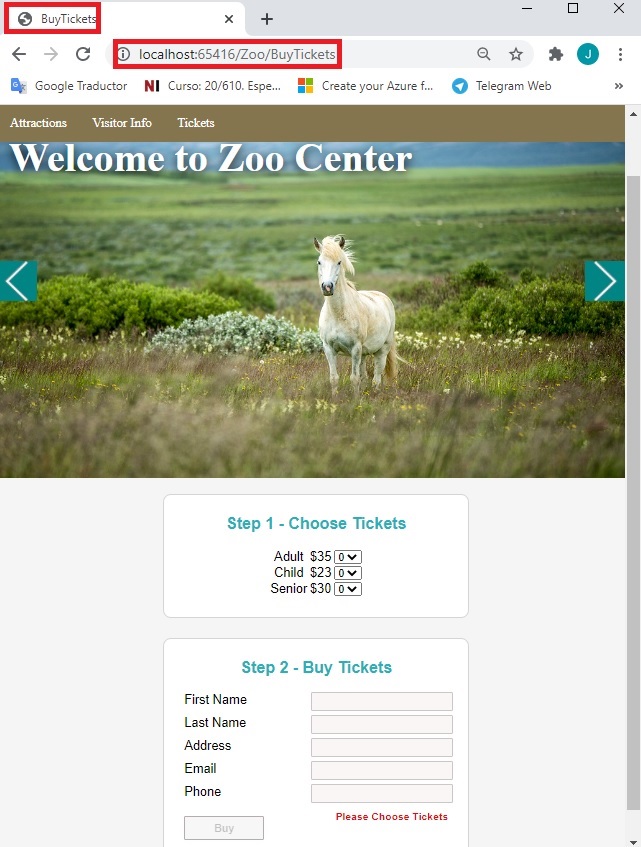 BuyTickets
localhost:65416/Zoo/BuyTickets
J
Google Traductor NI Curso: 20/610. Espe... Create your Azure f... Telegram Web »
Attractions Visitor Info Tickets
Welcome to Zoo Center
Step 1 - Choose Tickets
Adult $35 0
Child $23 0
Senior $30 0
Step 2 - Buy Tickets
First Name
Last Name
Address
Email
Phone
Please Choose Tickets
Buy